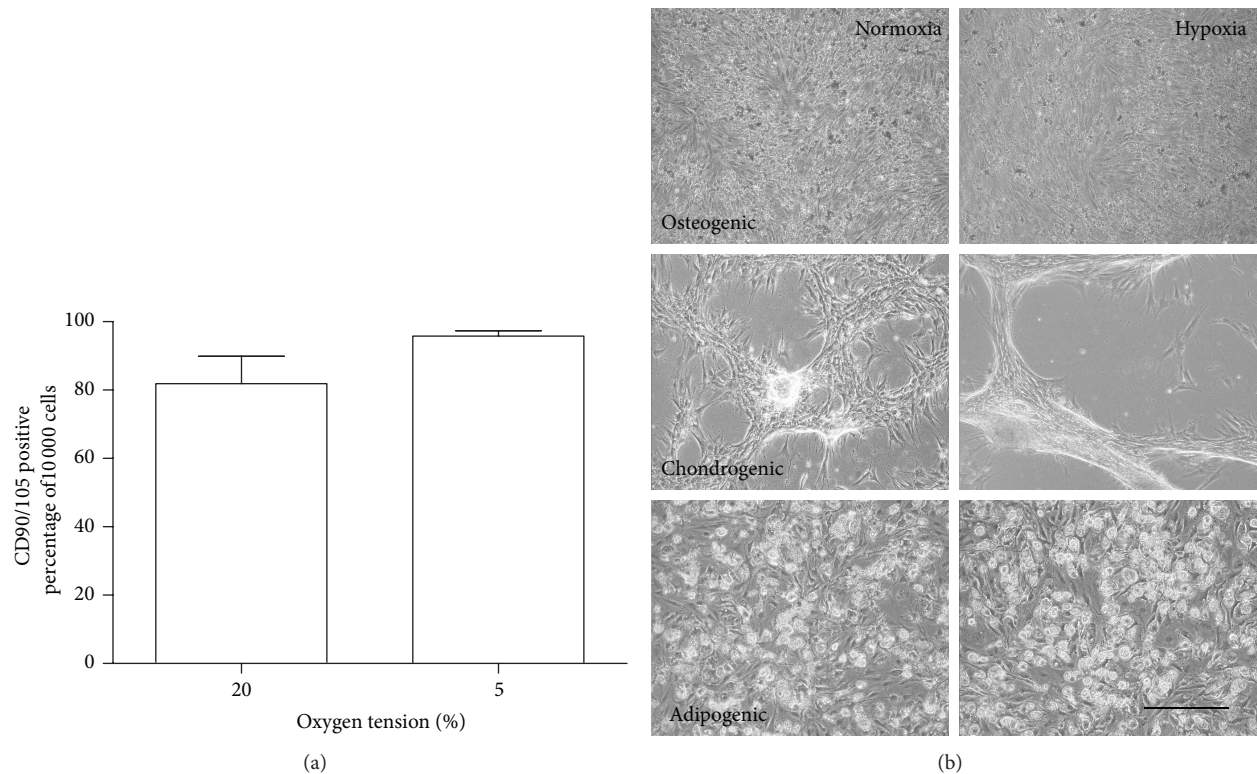 100
80
60
40
20
0
CD90/105 positive
percentage of 10 000 cells
20
5
Oxygen tension (%)
(a)
Normoxia
Hypoxia
Osteogenic
Chondrogenic
Adipogenic
(b)